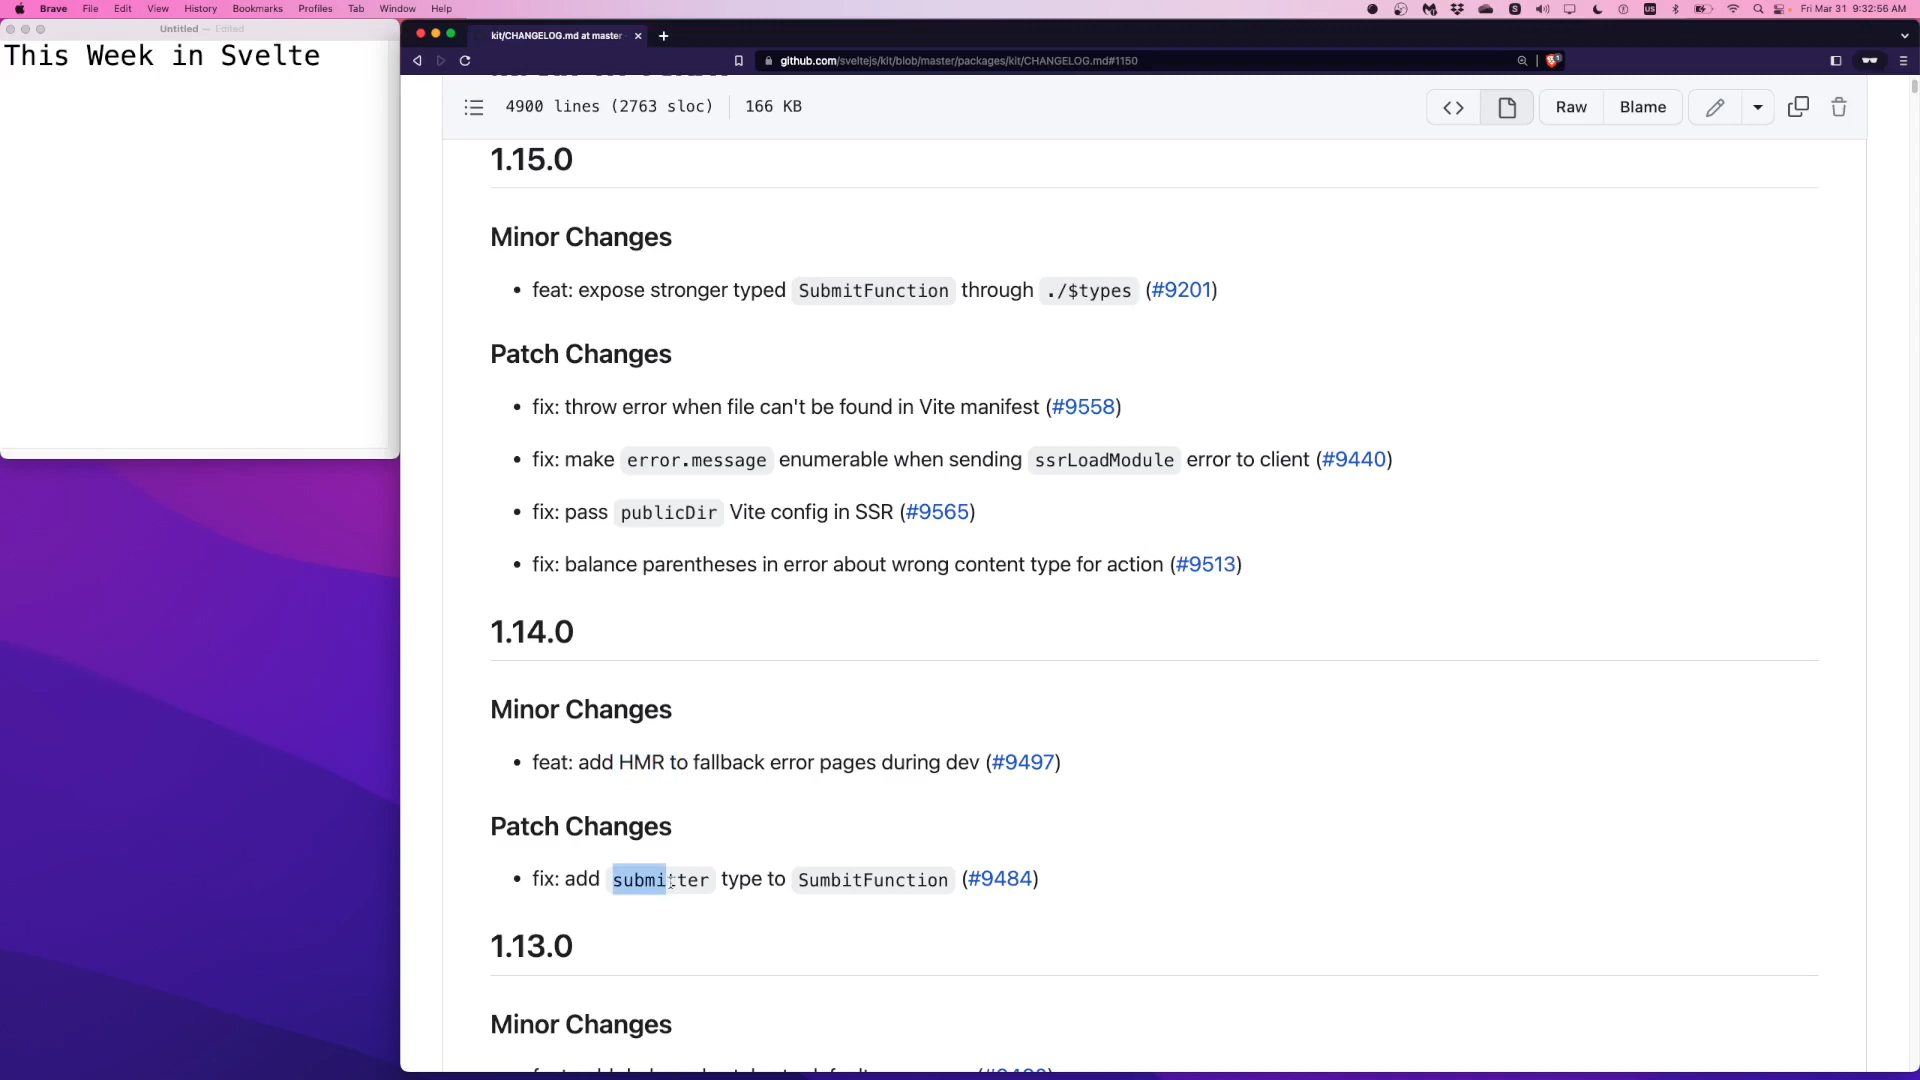 Brave File Edit View History Bookmarks Profiles Tab Window Help
Fri Mar 31 9:32:56 AM
Untitled — Edited
This Week in Svelte
kit/CHANGELOG.md at master
github.com/sveltejs/kit/blob/master/packages/kit/CHANGELOG.md#1150
4900 lines (2763 sloc) 166 KB
Raw Blame
1.15.0
Minor Changes
• feat: expose stronger typed SubmitFunction through ./$types (#9201)
Patch Changes
• fix: throw error when file can't be found in Vite manifest (#9558)
• fix: make error.message enumerable when sending ssrLoadModule error to client (#9440)
• fix: pass publicDir Vite config in SSR (#9565)
• fix: balance parentheses in error about wrong content type for action (#9513)
1.14.0
Minor Changes
• feat: add HMR to fallback error pages during dev (#9497)
Patch Changes
• fix: add submitter type to SumbitFunction (#9484)
1.13.0
Minor Changes